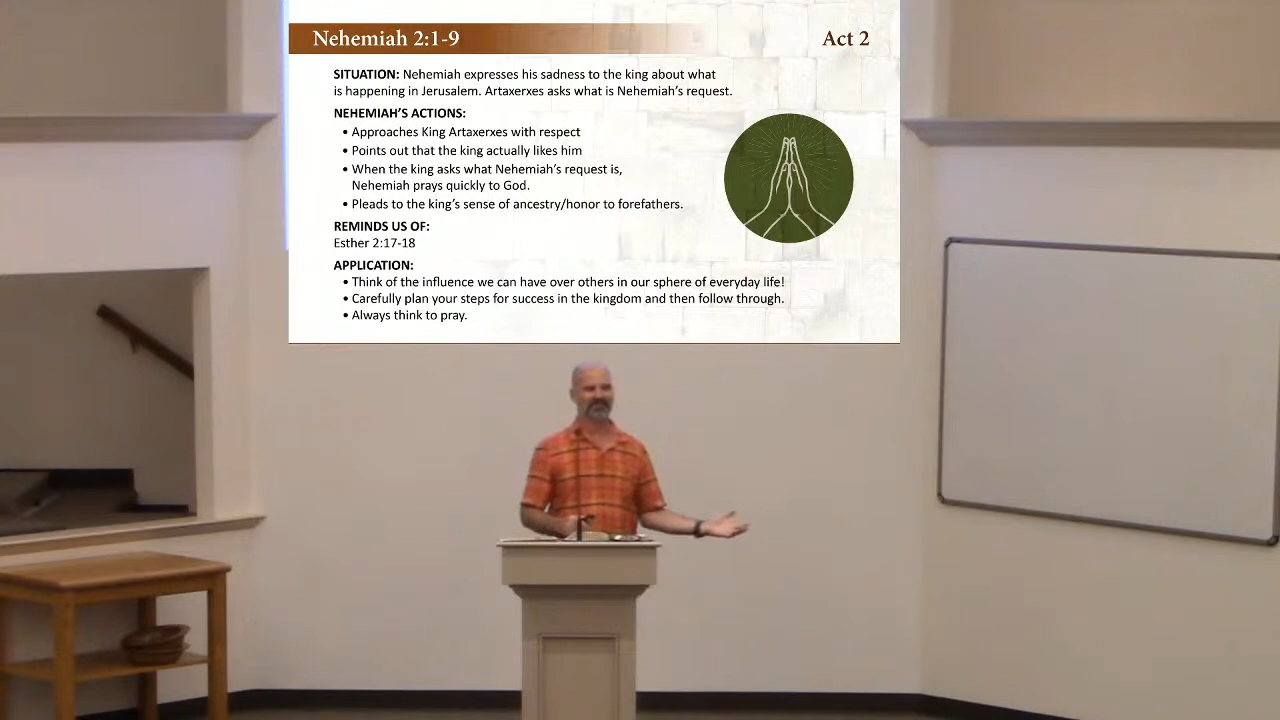 Nehemiah 2:1-9
Act 2
SITUATION: Nehemiah expresses his sadness to the king about what
is happening in Jerusalem. Artaxerxes asks what is Nehemiah's request.
NEHEMIAH'S ACTIONS:
• Approaches King Artaxerxes with respect
• Points out that the king actually likes him
• When the king asks what Nehemiah's request is,
Nehemiah prays quickly to God.
• Pleads to the king's sense of ancestry/honor to forefathers.
REMINDS US OF:
Esther 2:17-18
APPLICATION:
• Think of the influence we can have over others in our sphere of everyday life!
• Carefully plan your steps for success in the kingdom and then follow through.
• Always think to pray.